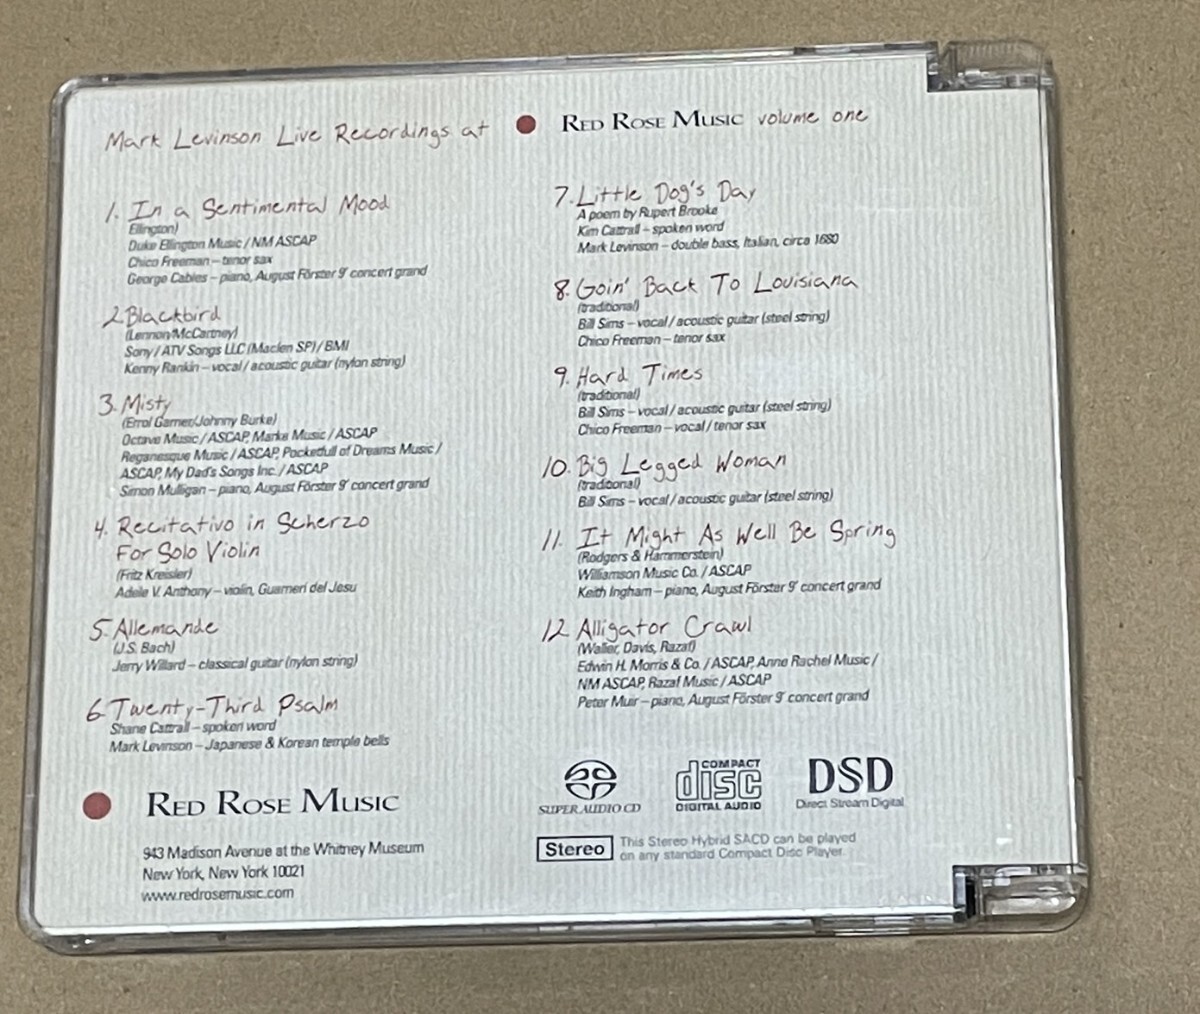 Mark Levinson Live Recordings at RED ROSE MUSIC volume one
1. In a Sentimental Mood
Ellington)
Duke Ellington Music / NM ASCAP
Chico Freeman – tenor sax
George Cables – piano, August Förster 9' concert grand
2. Blackbird
(Lennon/McCartney)
Sony / ATV Songs LLC (Maclen SP) / BMI
Kenny Rankin – vocal / acoustic guitar (nylon string)
3. Misty
(Errol Garner/Johnny Burke)
Octave Music / ASCAP, Marke Music / ASCAP
Reganesque Music / ASCAP, Pocketfull of Dreams Music /
ASCAP, My Dad's Songs Inc. / ASCAP
Simon Mulligan – piano, August Förster 9' concert grand
4. Recitativo in Scherzo
For Solo Violin
(Fritz Kreisler)
Adele V. Anthony – violin, Guarneri del Jesu
5. Allemande
(J.S. Bach)
Jerry Willard – classical guitar (nylon string)
6. Twenty-Third Psalm
Shane Cattrall – spoken word
Mark Levinson – Japanese & Korean temple bells
RED ROSE MUSIC
943 Madison Avenue at the Whitney Museum
New York, New York 10021
www.redrosemusic.com
7. Little Dog's Day
A poem by Rupert Brooke
Kim Cattrall – spoken word
Mark Levinson – double bass, Italian, circa 1680
8. Goin' Back To Louisiana
(traditional)
Bill Sims – vocal / acoustic guitar (steel string)
Chico Freeman – tenor sax
9. Hard Times
(traditional)
Bill Sims – vocal / acoustic guitar (steel string)
Chico Freeman – vocal / tenor sax
10. Big Legged Woman
(traditional)
Bill Sims – vocal / acoustic guitar (steel string)
11. It Might As Well Be Spring
(Rodgers & Hammerstein)
Williamson Music Co. / ASCAP
Keith Ingham – piano, August Förster 9' concert grand
12. Alligator Crawl
(Waller, Davis, Razaf)
Edwin H. Morris & Co. / ASCAP, Anne Rachel Music /
NM ASCAP, Razaf Music / ASCAP
Peter Muir – piano, August Förster 9' concert grand
SUPER AUDIO CD
COMPACT
disc
DIGITAL AUDIO
DSD
Direct Stream Digital
Stereo
This Stereo Hybrid SACD can be played
on any standard Compact Disc Player.